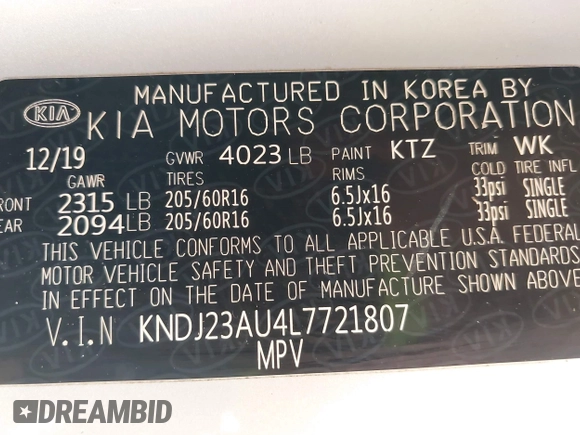 MANUFACTURED IN KOREA BY
KIA KIA MOTORS CORPORATION
12/19 GVWR 4023 LB PAINT KTZ TRIM WK
GAWR TIRES RIMS COLD TIRE INFL
RONT 2315 LB 205/60R16 6.5Jx16 33psi SINGLE
EAR 2094 LB 205/60R16 6.5Jx16 33psi SINGLE
THIS VEHICLE CONFORMS TO ALL APPLICABLE U.S.A. FEDERAL
MOTOR VEHICLE SAFETY AND THEFT PREVENTION STANDARDS
IN EFFECT ON THE DATE OF MANUFACTURE SHOWN ABOVE
V.I.N KNDJ23AU4L7721807
MPV
DREAMBID